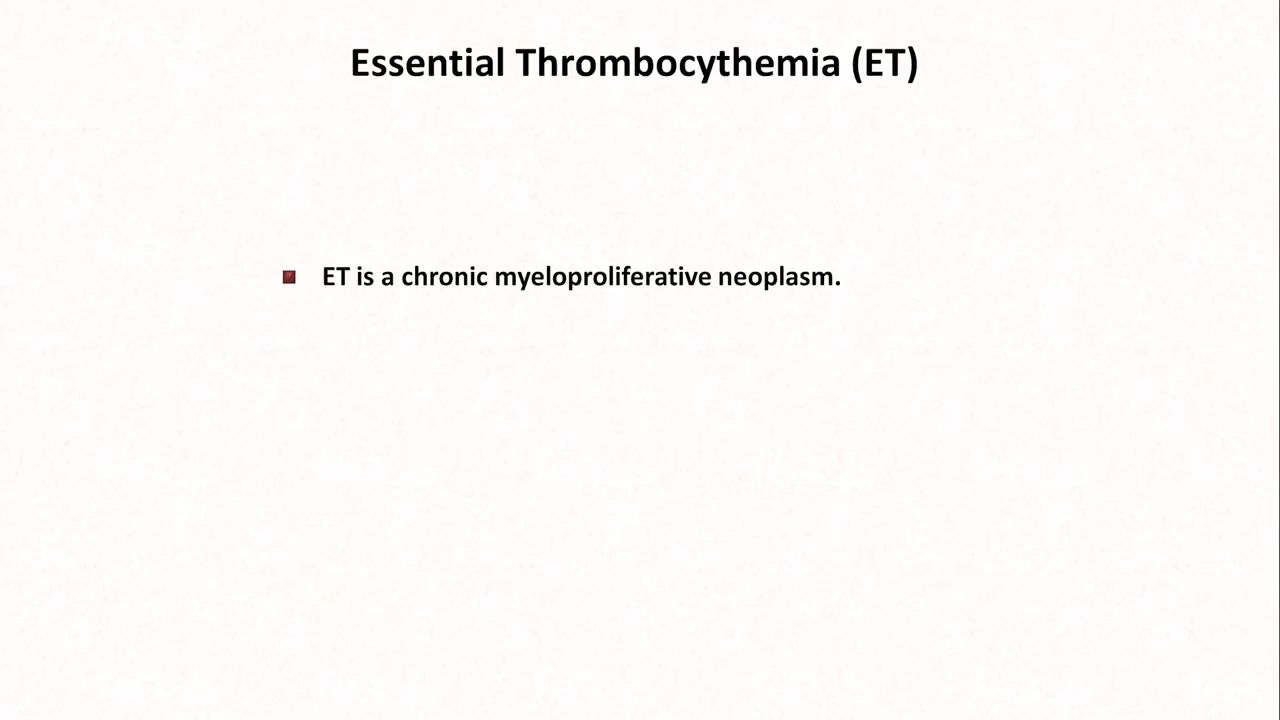 Essential Thrombocythemia (ET)
ET is a chronic myeloproliferative neoplasm.